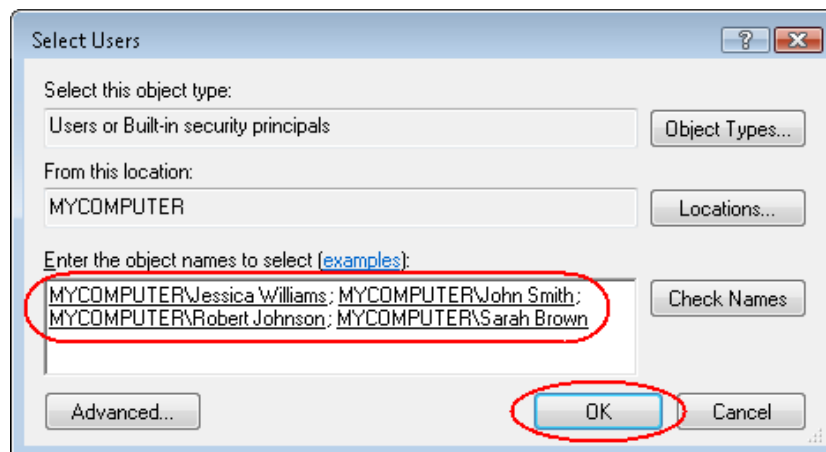 Select Users
Select this object type:
Users or Built-in security principals
Object Types...
From this location:
MYCOMPUTER
Locations...
Enter the object names to select (examples):
MYCOMPUTER\Jessica Williams; MYCOMPUTER\John Smith;
MYCOMPUTER\Robert Johnson; MYCOMPUTER\Sarah Brown
Check Names
Advanced...
OK
Cancel